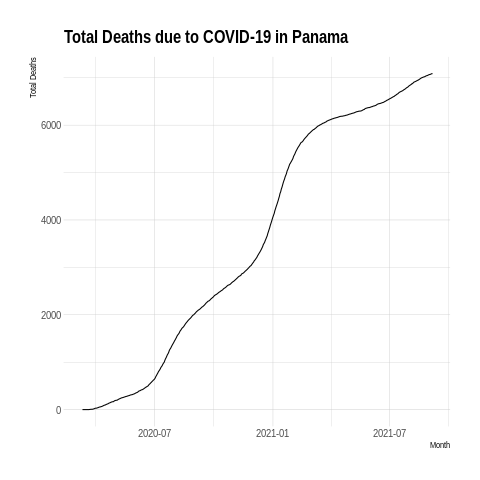 Total Deaths due to COVID-19 in Panama
Total Deaths
6000
4000
2000
0
2020-07
2021-01
2021-07
Month